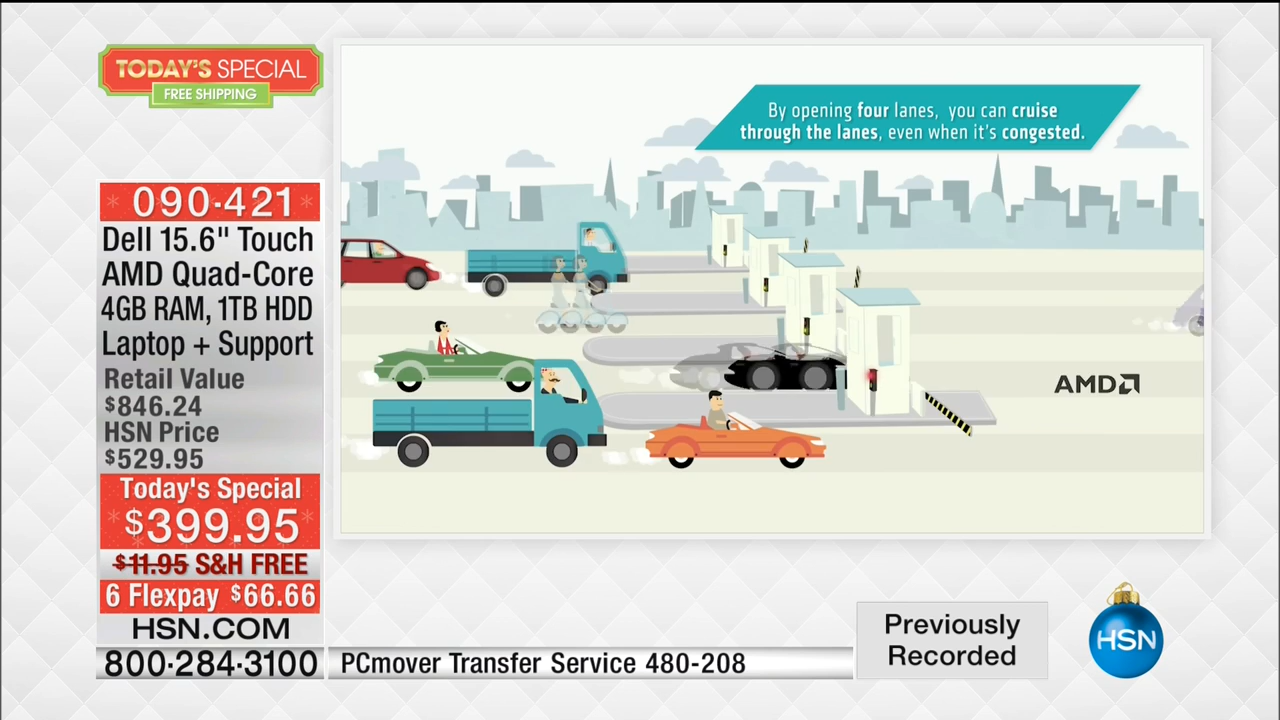 TODAY'S SPECIAL
FREE SHIPPING
090-421
Dell 15.6" Touch
AMD Quad-Core
4GB RAM, 1TB HDD
Laptop + Support
Retail Value
$846.24
HSN Price
$529.95
Today's Special
$399.95
$11.95 S&H FREE
6 Flexpay $66.66
HSN.COM
800-284-3100
By opening four lanes, you can cruise
through the lanes, even when it's congested.
AMD
PCmover Transfer Service 480-208
Previously
Recorded
HSN